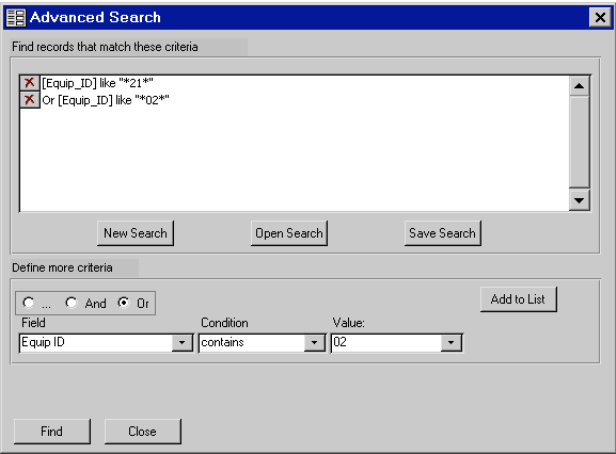 Advanced Search
Find records that match these criteria
[Equip_ID] like "*21*"
Or [Equip_ID] like "*02*"
New Search Open Search Save Search
Define more criteria
... And Or Add to List
Field Condition Value:
Equip ID contains 02
Find Close